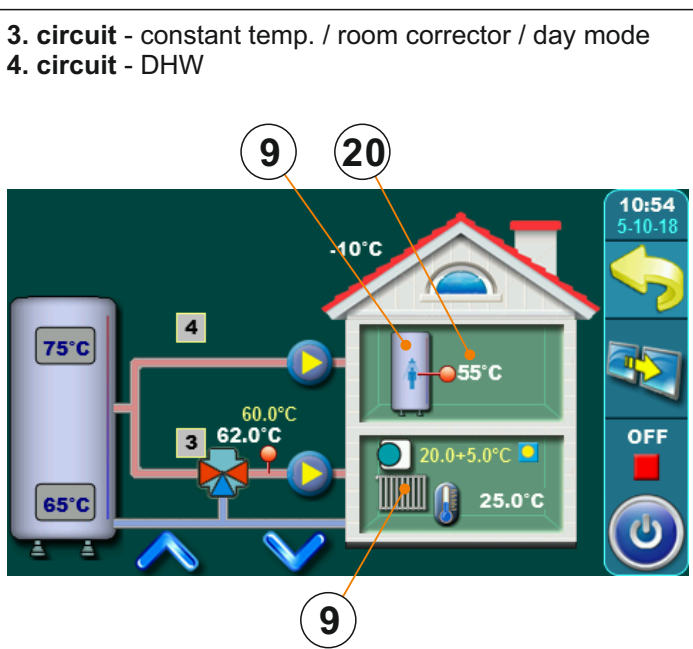 3. circuit - constant temp. / room corrector / day mode
4. circuit - DHW
9 20
10:54
5-10-18
-10°C
4
75°C
55°C
60.0°C
3 62.0°C
OFF
20.0+5.0°C
65°C
25.0°C
9